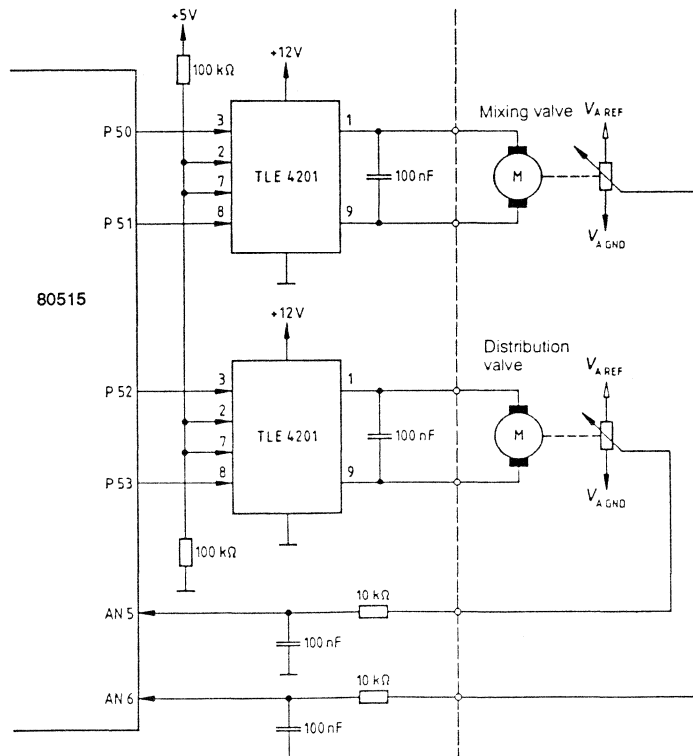 +5V
100 kΩ
+12V
P 50
3
2
7
8
P 51
TLE 4201
1
9
100 nF
Mixing valve
M
V A REF
V A GND
80515
+12V
P 52
3
2
7
8
P 53
TLE 4201
1
9
100 nF
Distribution
valve
M
V A REF
V A GND
100 kΩ
AN 5
10 kΩ
100 nF
AN 6
10 kΩ
100 nF